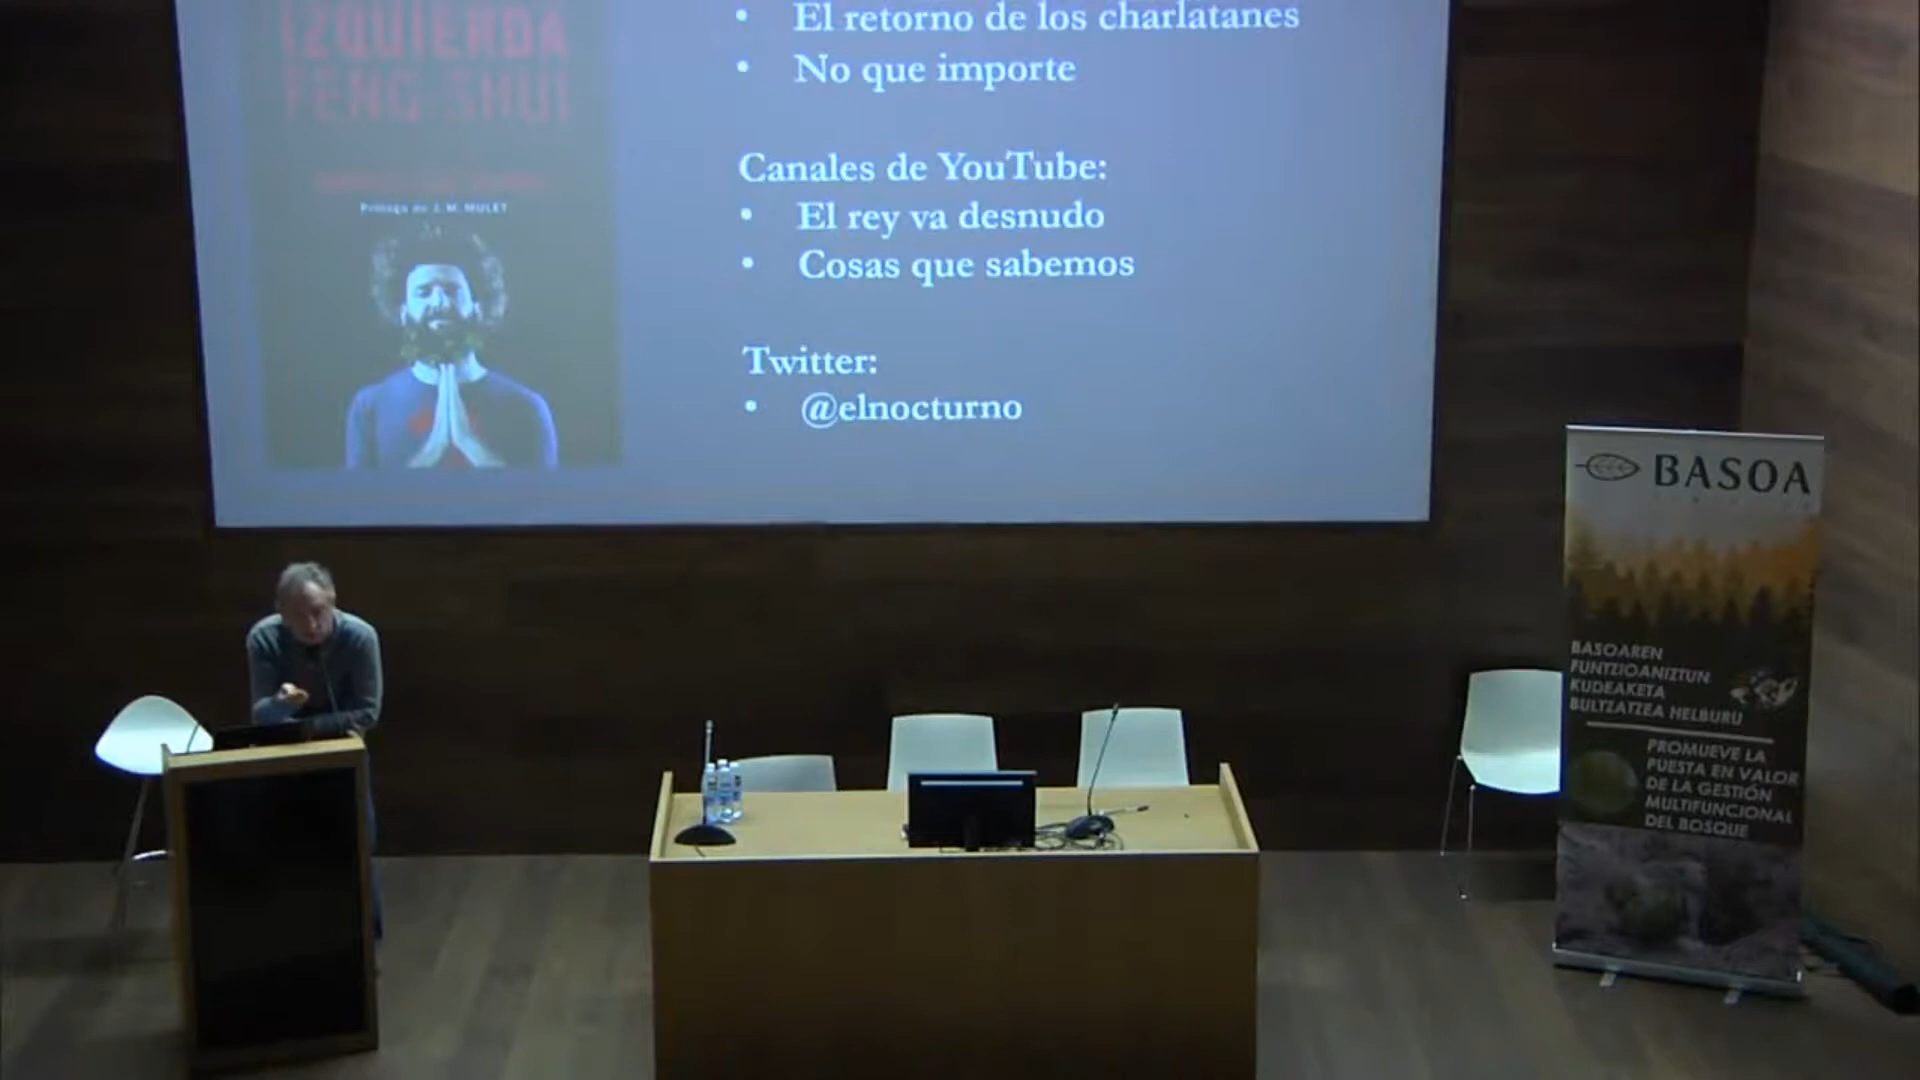 IZQUIERDA
FENG-SHUI
Prólogo de J. M. MULET
• El retorno de los charlatanes
• No que importe
Canales de YouTube:
• El rey va desnudo
• Cosas que sabemos
Twitter:
• @elnocturno
BASOA
BASOAREN
FUNTZIOANIZTUN
KUDEAKETA
BULTZATZEA HELBURU
PROMUEVE LA
PUESTA EN VALOR
DE LA GESTIÓN
MULTIFUNCIONAL
DEL BOSQUE